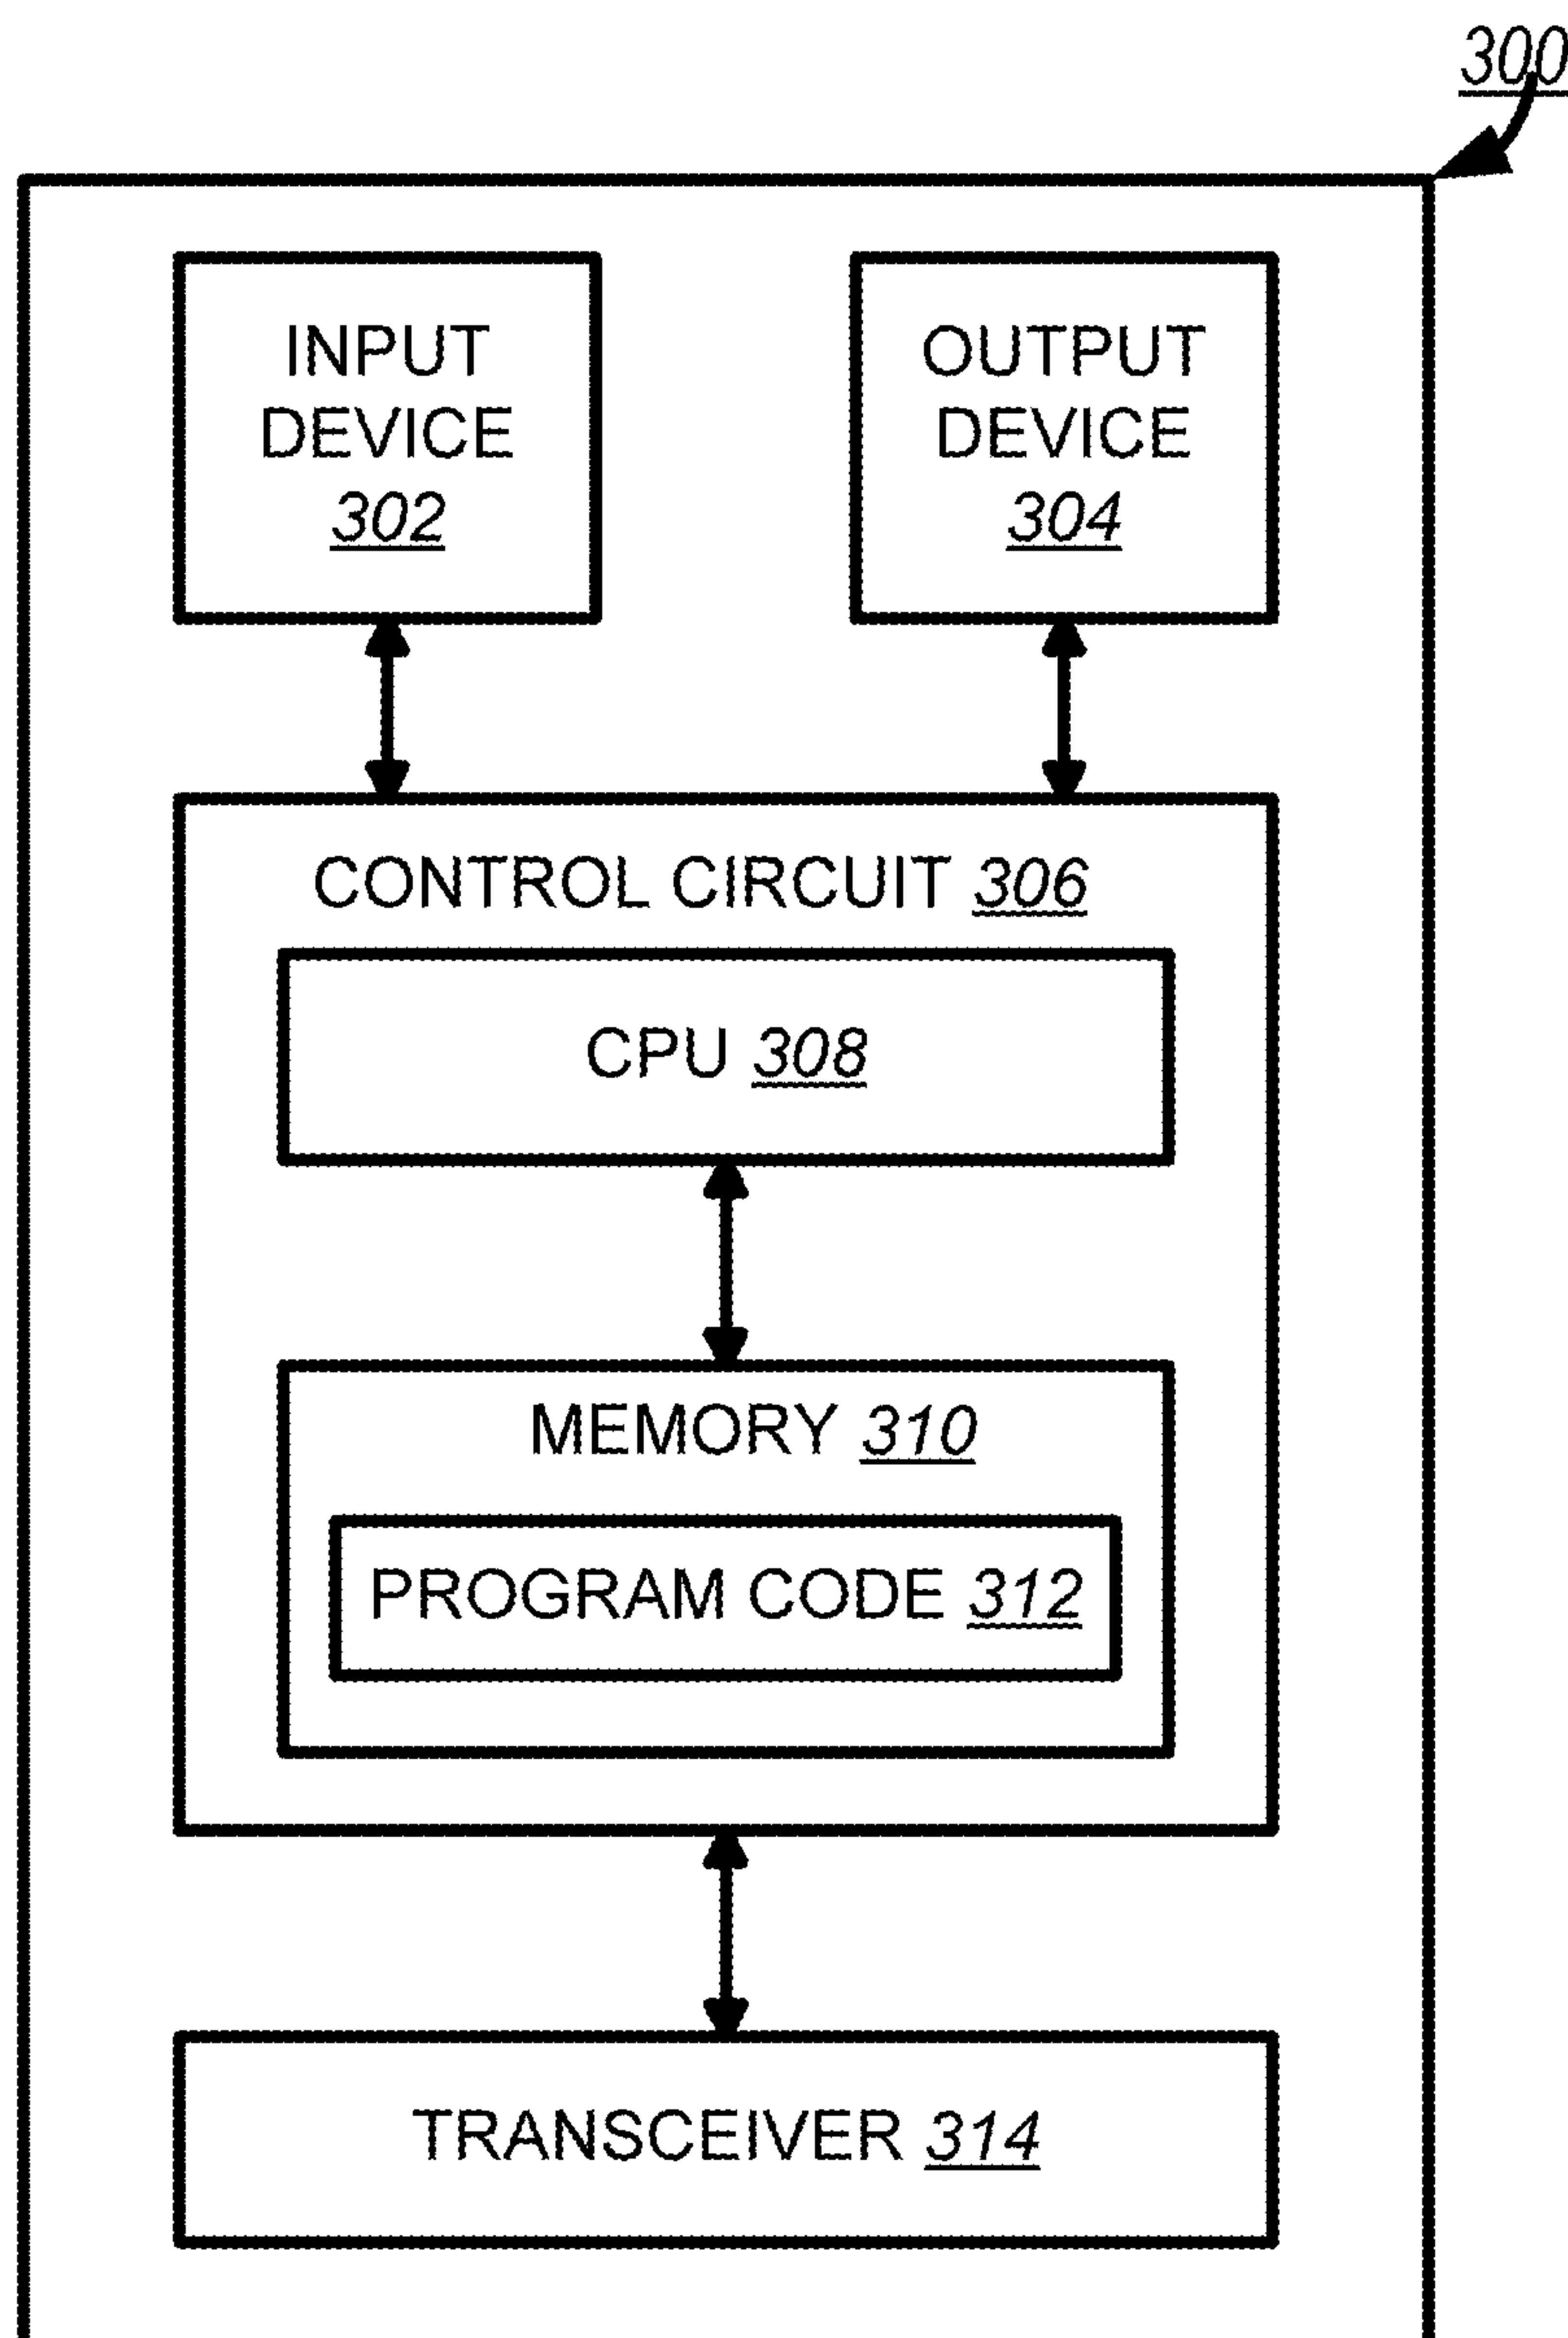 300
INPUT
DEVICE
302
OUTPUT
DEVICE
304
CONTROL CIRCUIT 306
CPU 308
MEMORY 310
PROGRAM CODE 312
TRANSCEIVER 314